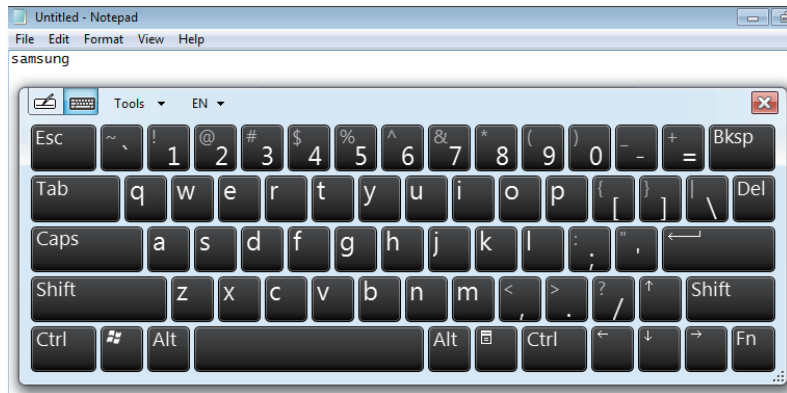 Untitled - Notepad
File Edit Format View Help
samsung
Tools EN
Esc ~ ` ! 1 @ 2 # 3 $ 4 % 5 ^ 6 & 7 * 8 ( 9 ) 0 _ - + = Bksp
Tab q w e r t y u i o p { [ } ] | \ Del
Caps a s d f g h j k l : ; " '
Shift z x c v b n m < , > . ? / ↑ Shift
Ctrl Alt Alt Ctrl ← ↓ → Fn